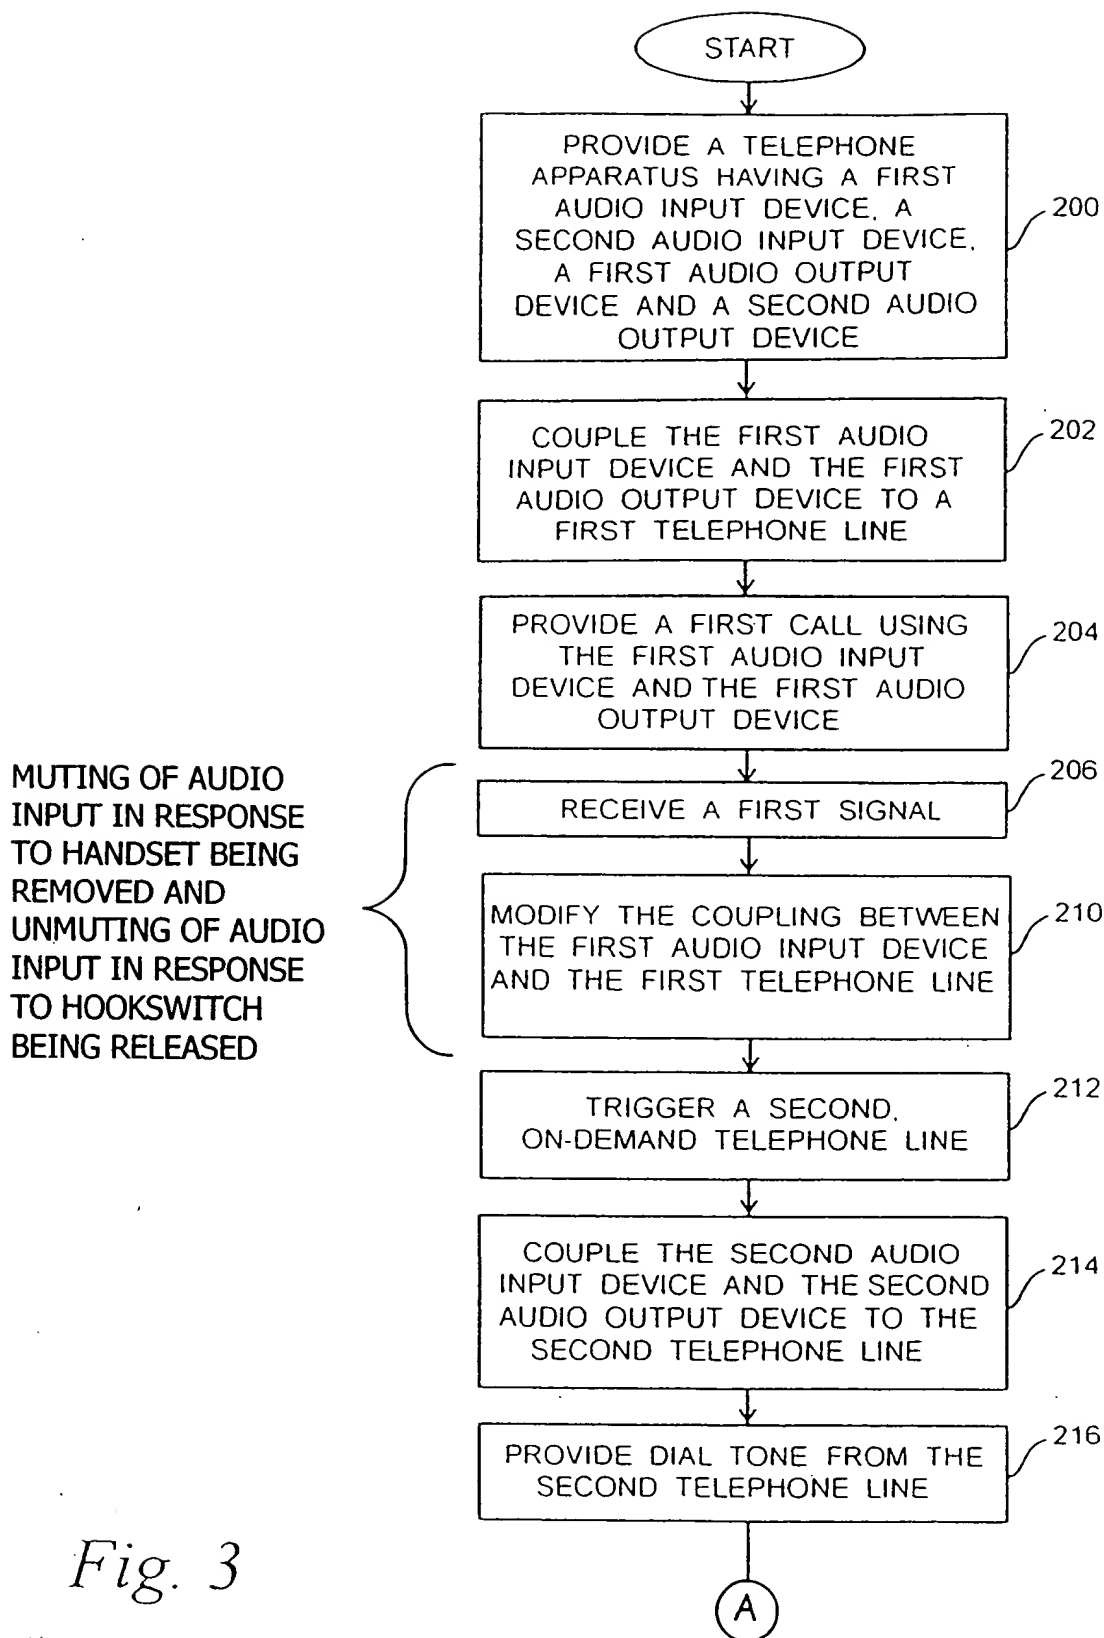 START
PROVIDE A TELEPHONE
APPARATUS HAVING A FIRST
AUDIO INPUT DEVICE, A
SECOND AUDIO INPUT DEVICE,
A FIRST AUDIO OUTPUT
DEVICE AND A SECOND AUDIO
OUTPUT DEVICE
200
COUPLE THE FIRST AUDIO
INPUT DEVICE AND THE FIRST
AUDIO OUTPUT DEVICE TO A
FIRST TELEPHONE LINE
202
PROVIDE A FIRST CALL USING
THE FIRST AUDIO INPUT
DEVICE AND THE FIRST AUDIO
OUTPUT DEVICE
204
MUTING OF AUDIO
INPUT IN RESPONSE
TO HANDSET BEING
REMOVED AND
UNMUTING OF AUDIO
INPUT IN RESPONSE
TO HOOKSWITCH
BEING RELEASED
RECEIVE A FIRST SIGNAL
206
MODIFY THE COUPLING BETWEEN
THE FIRST AUDIO INPUT DEVICE
AND THE FIRST TELEPHONE LINE
210
TRIGGER A SECOND,
ON-DEMAND TELEPHONE LINE
212
COUPLE THE SECOND AUDIO
INPUT DEVICE AND THE SECOND
AUDIO OUTPUT DEVICE TO THE
SECOND TELEPHONE LINE
214
PROVIDE DIAL TONE FROM THE
SECOND TELEPHONE LINE
216
A
Fig. 3